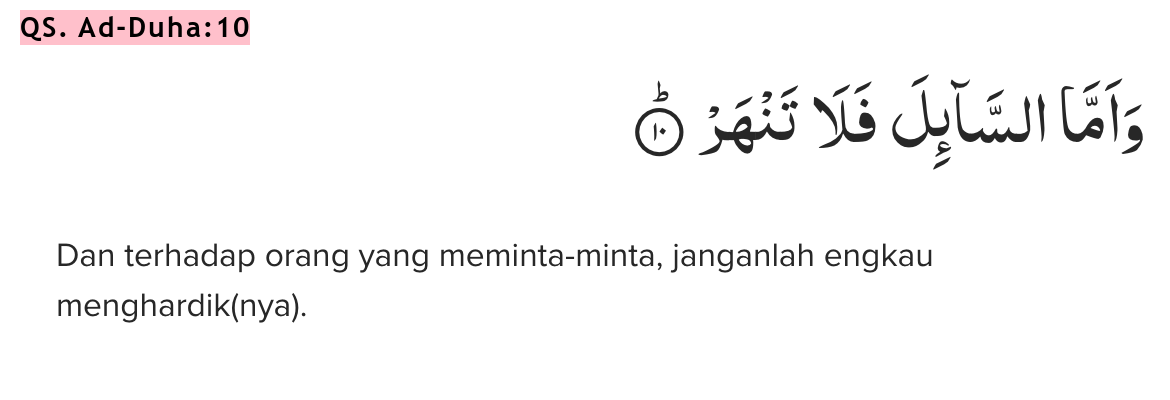 QS. Ad-Duha:10
وَاَمَّا السَّاۤىِٕلَ فَلَا تَنْهَرْ ۗ ١٠
Dan terhadap orang yang meminta-minta, janganlah engkau
menghardik(nya).